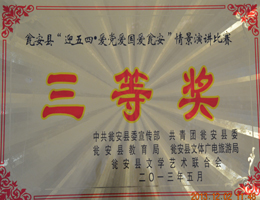 瓮安县“迎五四·爱党爱国爱瓮安”情景演讲比赛
三等奖
中共瓮安县委宣传部 共青团瓮安县委
瓮安县教育局 瓮安县文体广电旅游局
瓮安县文学艺术联合会
二〇一三年五月